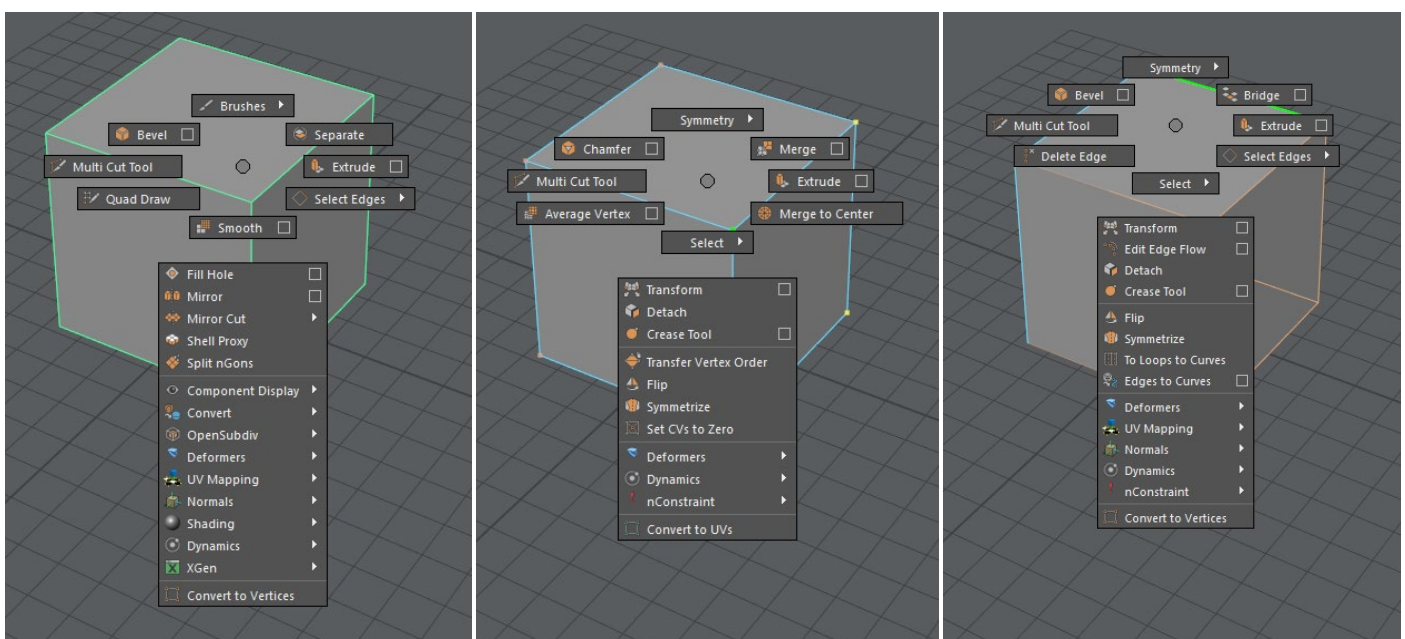 Brushes
Bevel
Separate
Multi Cut Tool
Extrude
Quad Draw
Select Edges
Smooth
Fill Hole
Mirror
Mirror Cut
Shell Proxy
Split nGons
Component Display
Convert
OpenSubdiv
Deformers
UV Mapping
Normals
Shading
Dynamics
XGen
Convert to Vertices
Symmetry
Chamfer
Merge
Multi Cut Tool
Extrude
Average Vertex
Merge to Center
Select
Transform
Detach
Crease Tool
Transfer Vertex Order
Flip
Symmetrize
Set CVs to Zero
Deformers
Dynamics
nConstraint
Convert to UVs
Symmetry
Bevel
Bridge
Multi Cut Tool
Extrude
Delete Edge
Select Edges
Select
Transform
Edit Edge Flow
Detach
Crease Tool
Flip
Symmetrize
To Loops to Curves
Edges to Curves
Deformers
UV Mapping
Normals
Dynamics
nConstraint
Convert to Vertices